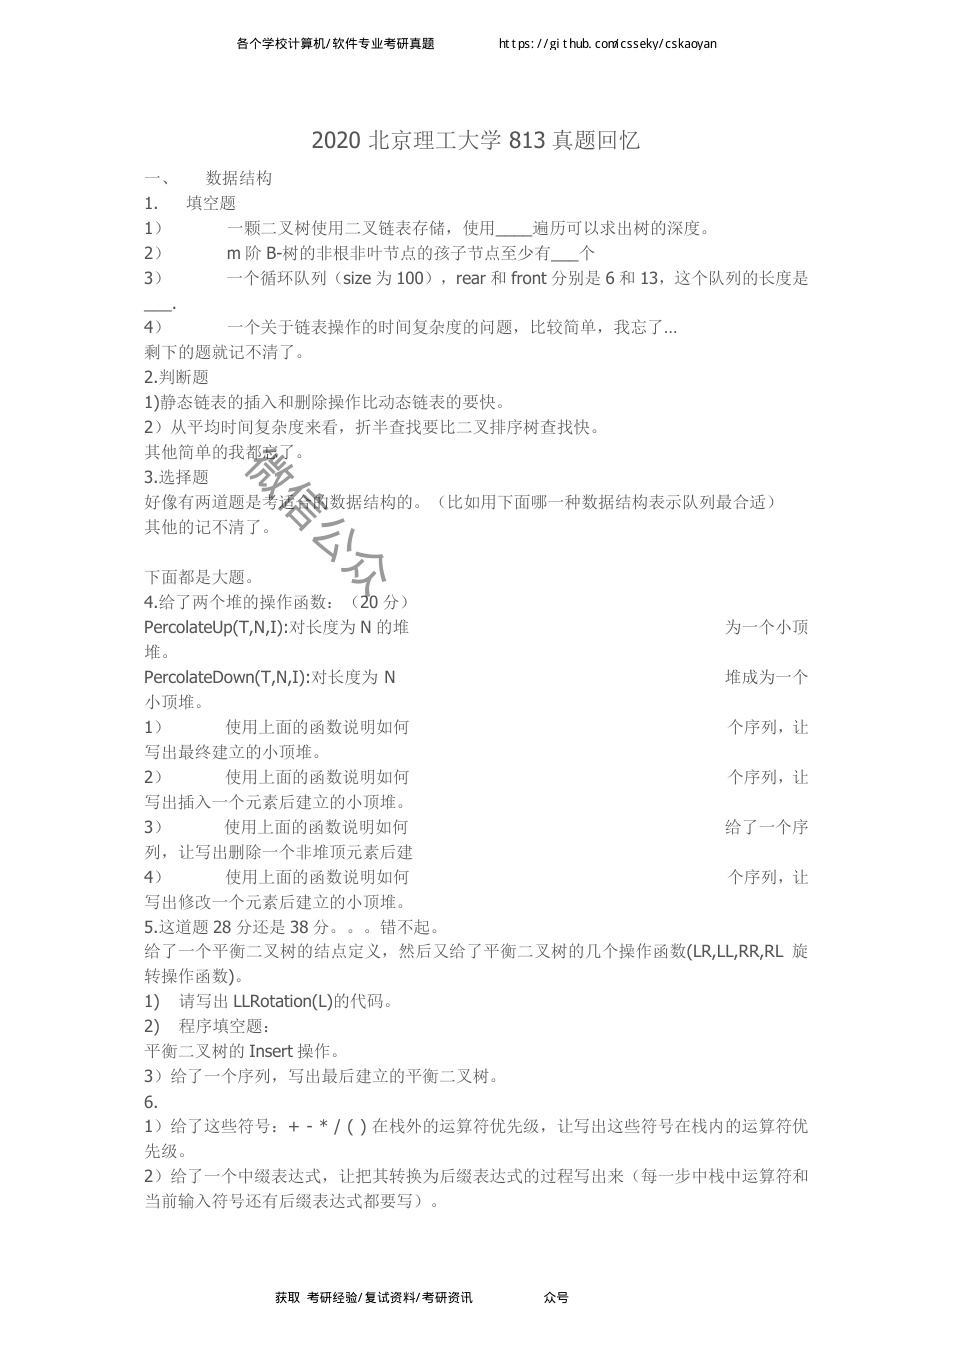 各个学校计算机/软件专业考研真题 https://github.com/csseky/cskaoyan
2020 北京理工大学 813 真题回忆
一、 数据结构
1. 填空题
1） 一颗二叉树使用二叉链表存储，使用____遍历可以求出树的深度。
2） m 阶 B-树的非根非叶节点的孩子节点至少有___个
3） 一个循环队列（size 为 100），rear 和 front 分别是 6 和 13，这个队列的长度是
___.
4） 一个关于链表操作的时间复杂度的问题，比较简单，我忘了...
剩下的题就记不清了。
2.判断题
1)静态链表的插入和删除操作比动态链表的要快。
2）从平均时间复杂度来看，折半查找要比二叉排序树查找快。
其他简单的我都忘了。
3.选择题
好像有两道题是考适合的数据结构的。（比如用下面哪一种数据结构表示队列最合适）
其他的记不清了。
微信公众
下面都是大题。
4.给了两个堆的操作函数：（20 分）
PercolateUp(T,N,I):对长度为 N 的堆 为一个小顶
堆。
PercolateDown(T,N,I):对长度为 N 堆成为一个
小顶堆。
1） 使用上面的函数说明如何 个序列，让
写出最终建立的小顶堆。
2） 使用上面的函数说明如何 个序列，让
写出插入一个元素后建立的小顶堆。
3） 使用上面的函数说明如何 给了一个序
列，让写出删除一个非堆顶元素后建
4） 使用上面的函数说明如何 个序列，让
写出修改一个元素后建立的小顶堆。
5.这道题 28 分还是 38 分。。。错不起。
给了一个平衡二叉树的结点定义，然后又给了平衡二叉树的几个操作函数(LR,LL,RR,RL 旋
转操作函数)。
1) 请写出 LLRotation(L)的代码。
2) 程序填空题：
平衡二叉树的 Insert 操作。
3）给了一个序列，写出最后建立的平衡二叉树。
6.
1）给了这些符号：+ - * / ( ) 在栈外的运算符优先级，让写出这些符号在栈内的运算符优
先级。
2）给了一个中缀表达式，让把其转换为后缀表达式的过程写出来（每一步中栈中运算符和
当前输入符号还有后缀表达式都要写）。
获取 考研经验/复试资料/考研资讯 众号